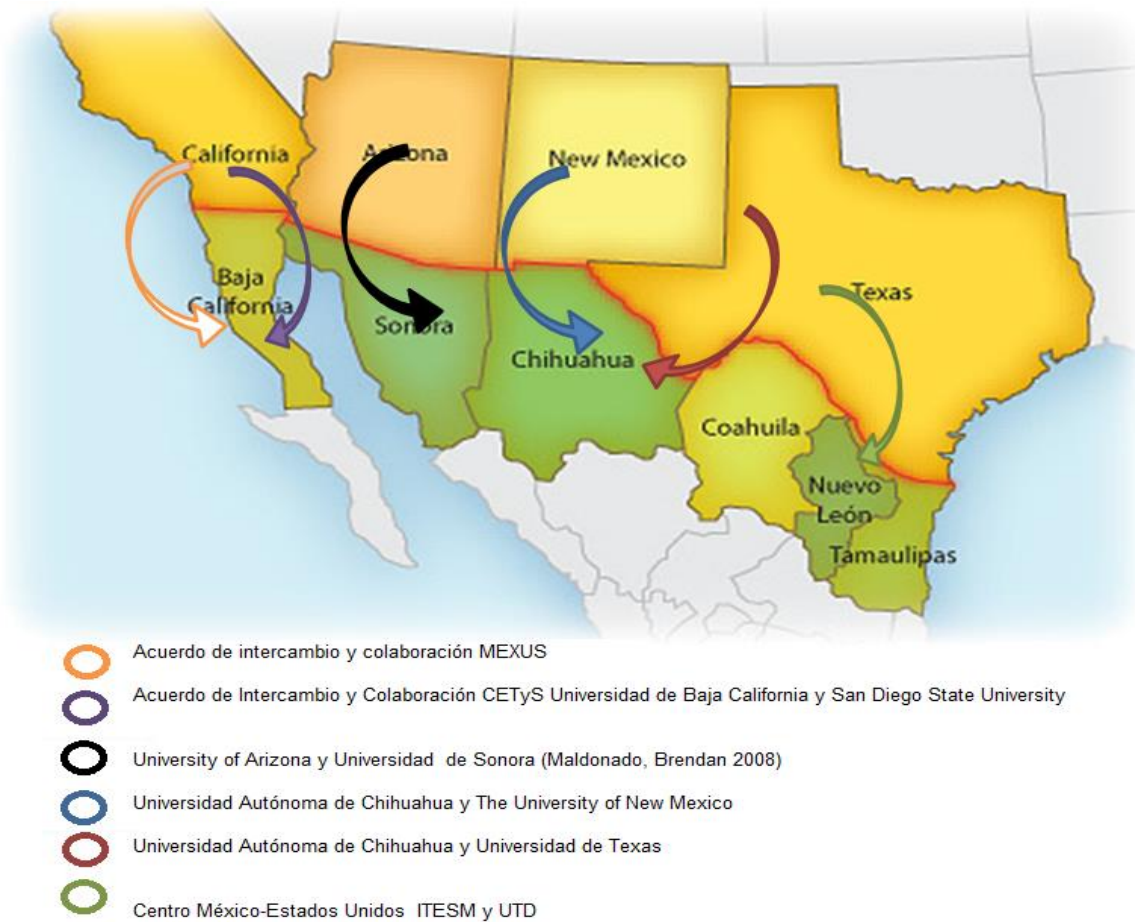 California
Arizona
New Mexico
Texas
Baja
California
Sonora
Chihuahua
Coahuila
Nuevo
León
Tamaulipas
Acuerdo de intercambio y colaboración MEXUS
Acuerdo de Intercambio y Colaboración CETyS Universidad de Baja California y San Diego State University
University of Arizona y Universidad de Sonora (Maldonado, Brendan 2008)
Universidad Autónoma de Chihuahua y The University of New Mexico
Universidad Autónoma de Chihuahua y Universidad de Texas
Centro México-Estados Unidos ITESM y UTD